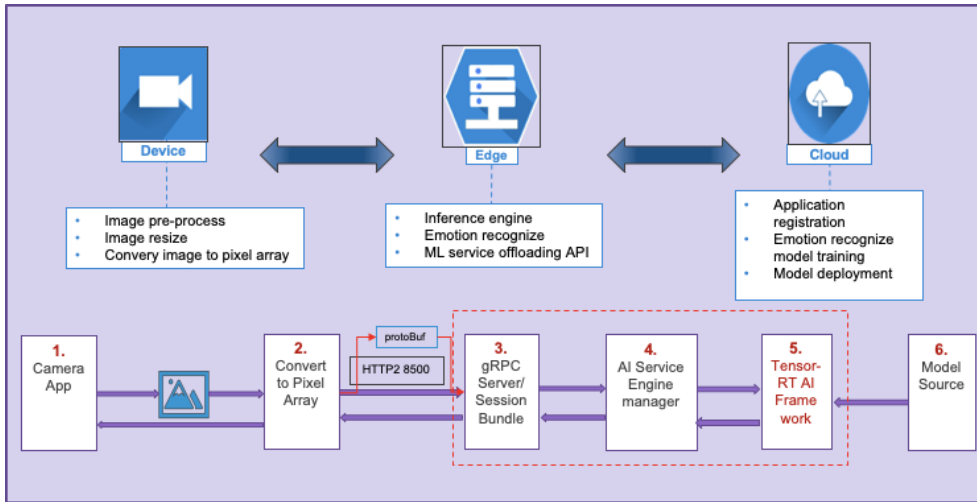 Device
Edge
Cloud
• Image pre-process
• Image resize
• Convery image to pixel array
• Inference engine
• Emotion recognize
• ML service offloading API
• Application
registration
• Emotion recognize
model training
• Model deployment
1.
Camera
App
2.
Convert
to Pixel
Array
protoBuf
HTTP2 8500
3.
gRPC
Server/
Session
Bundle
4.
AI Service
Engine
manager
5.
Tensor-
RT AI
Frame
work
6.
Model
Source